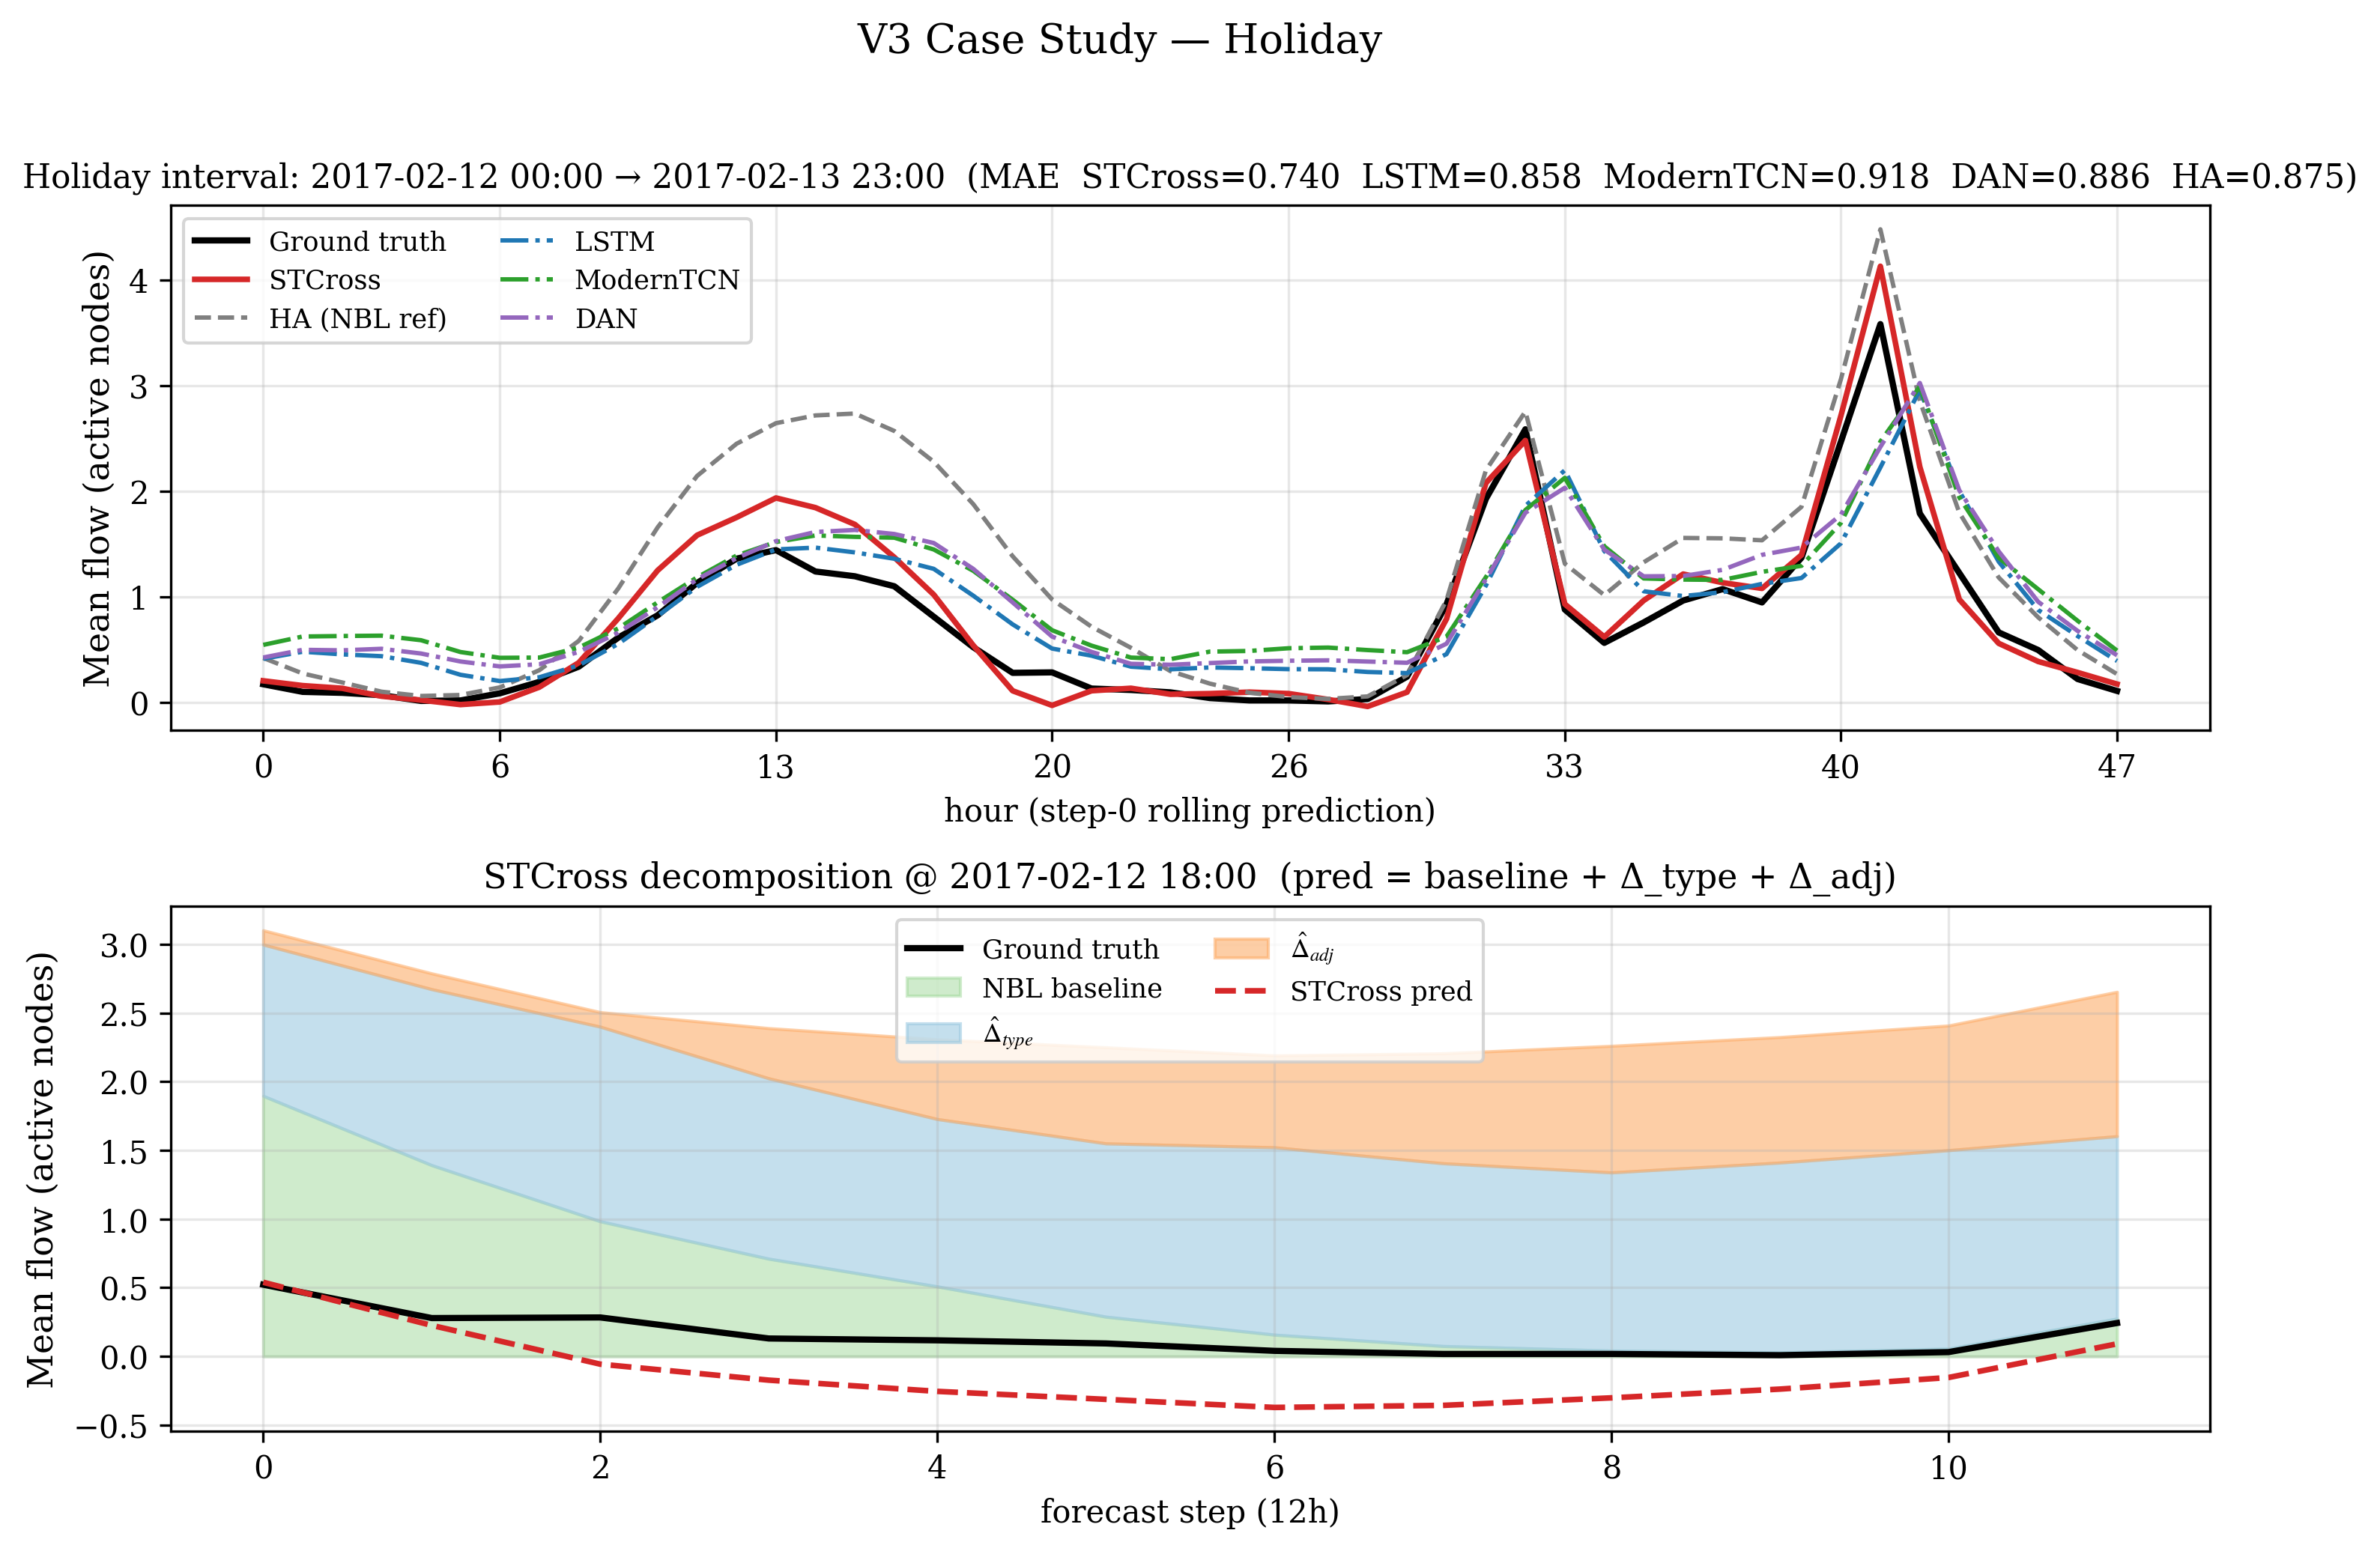 V3 Case Study — Holiday
Holiday interval: 2017-02-12 00:00 → 2017-02-13 23:00 (MAE STCross=0.740 LSTM=0.858 ModernTCN=0.918 DAN=0.886 HA=0.875)
Mean flow (active nodes)
4
3
2
1
0
Ground truth
STCross
HA (NBL ref)
LSTM
ModernTCN
DAN
0 6 13 20 26 33 40 47
hour (step-0 rolling prediction)
STCross decomposition @ 2017-02-12 18:00 (pred = baseline + Δ_type + Δ_adj)
Mean flow (active nodes)
3.0
2.5
2.0
1.5
1.0
0.5
0.0
−0.5
Ground truth
NBL baseline
Δ̂type
Δ̂adj
STCross pred
0 2 4 6 8 10
forecast step (12h)